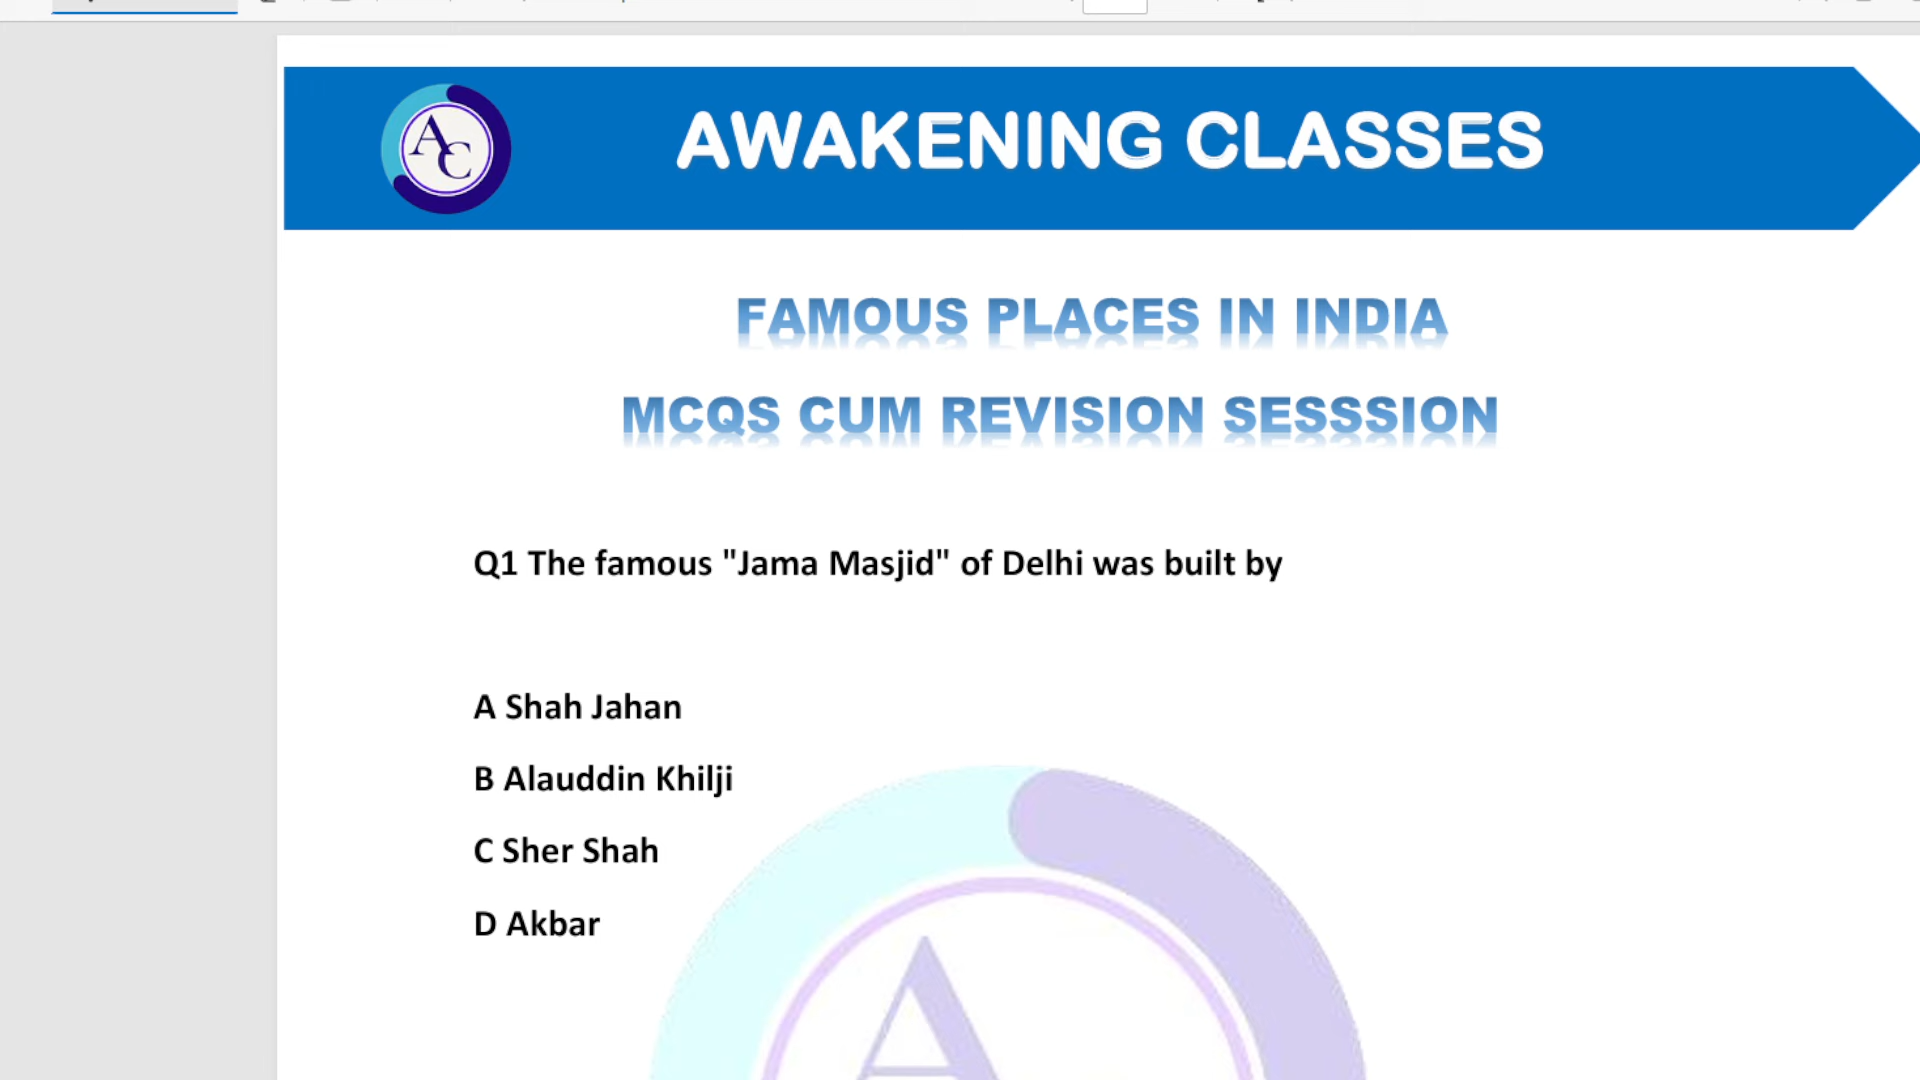 AC
AWAKENING CLASSES
FAMOUS PLACES IN INDIA
MCQS CUM REVISION SESSSION
Q1 The famous "Jama Masjid" of Delhi was built by
A Shah Jahan
B Alauddin Khilji
C Sher Shah
D Akbar
A